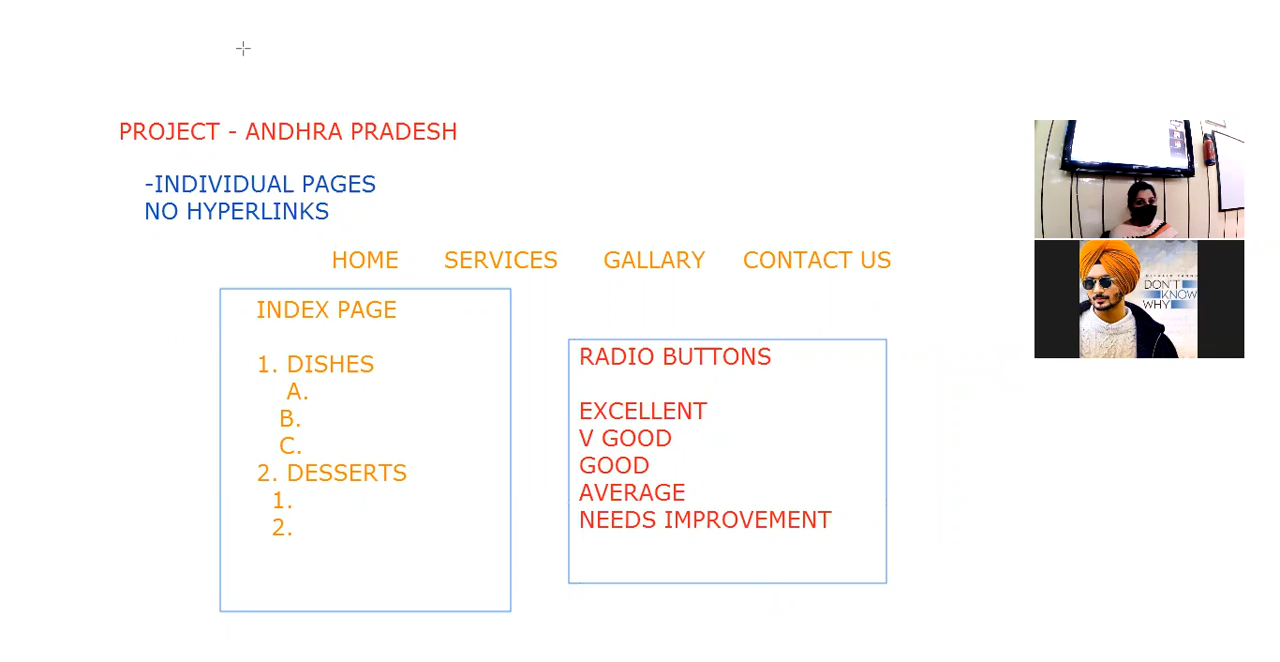 PROJECT - ANDHRA PRADESH
-INDIVIDUAL PAGES
NO HYPERLINKS
HOME SERVICES GALLARY CONTACT US
INDEX PAGE
1. DISHES
A.
B.
C.
2. DESSERTS
1.
2.
RADIO BUTTONS
EXCELLENT
V GOOD
GOOD
AVERAGE
NEEDS IMPROVEMENT
DON'T
KNOW
WHY